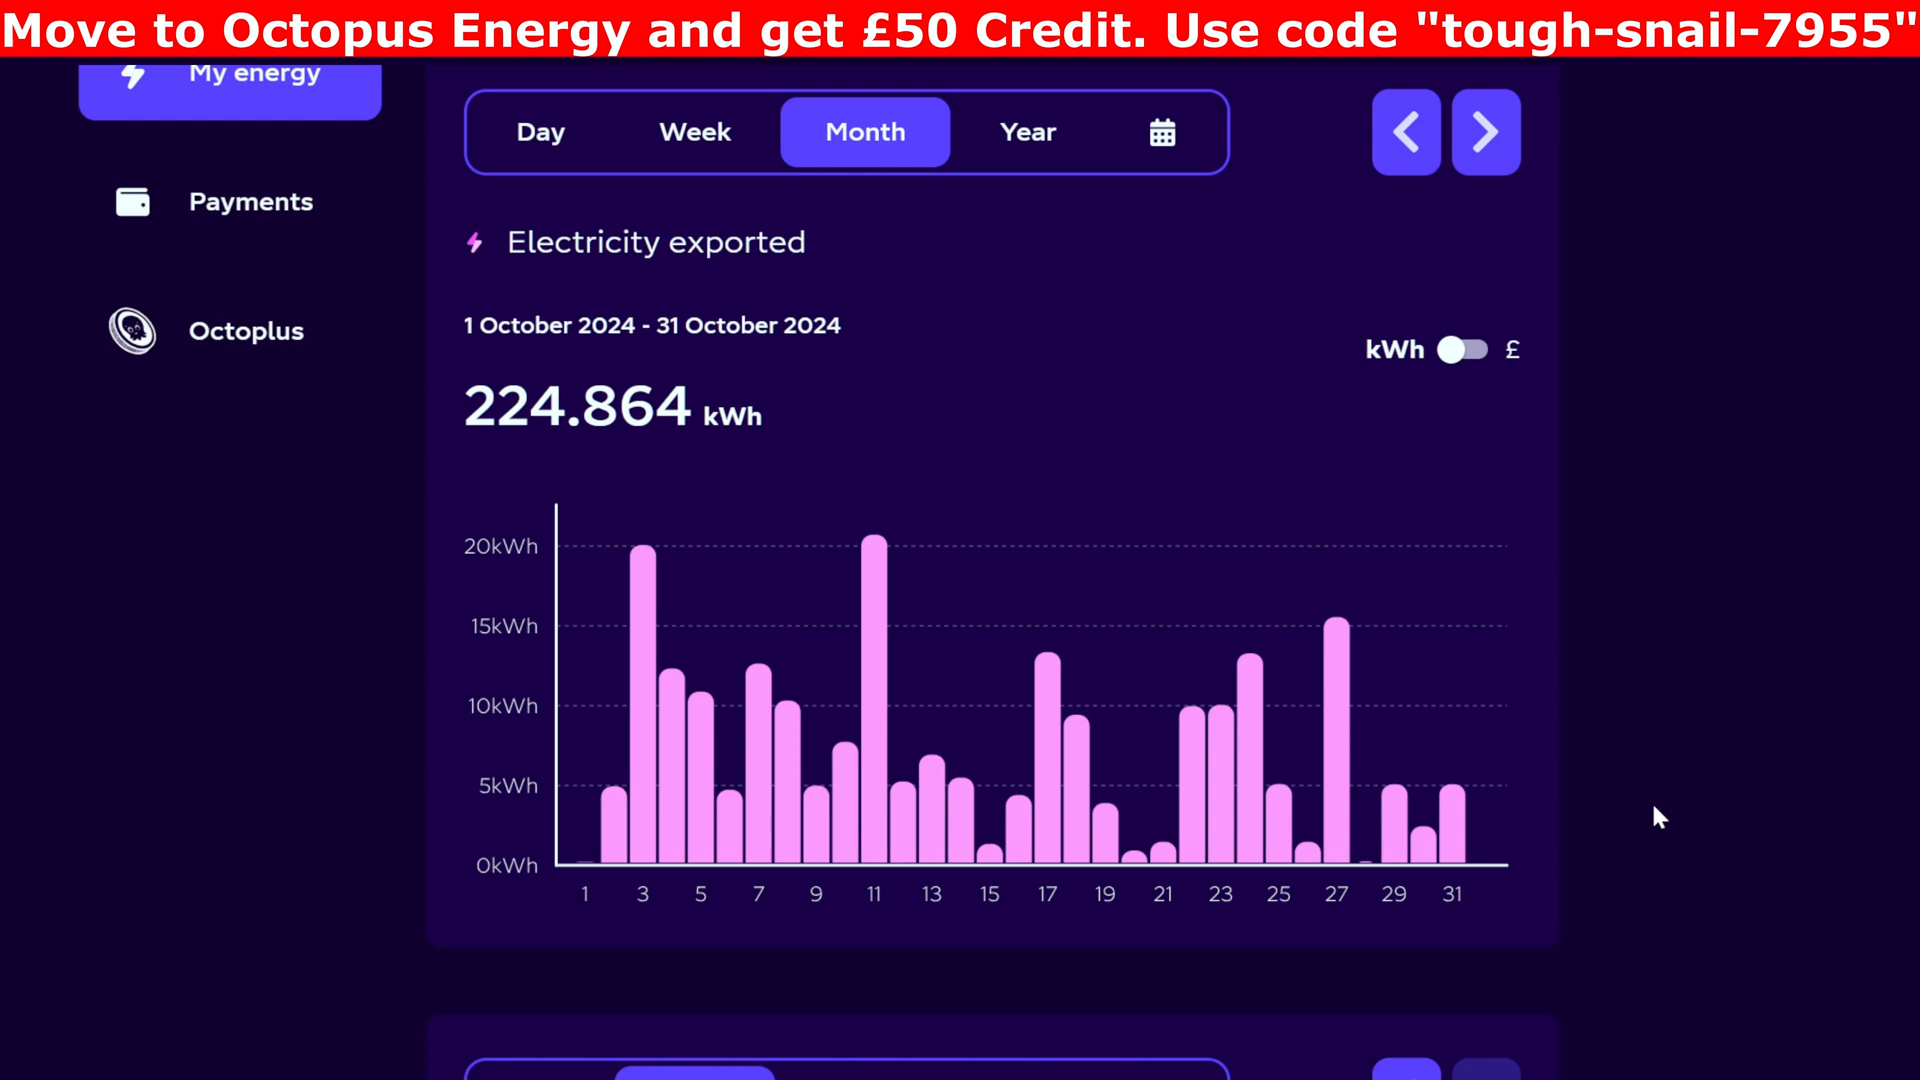 Move to Octopus Energy and get £50 Credit. Use code "tough-snail-7955"
My energy
Payments
Octoplus
Day Week Month Year
Electricity exported
1 October 2024 - 31 October 2024
kWh £
224.864 kWh
20kWh
15kWh
10kWh
5kWh
0kWh
1 3 5 7 9 11 13 15 17 19 21 23 25 27 29 31